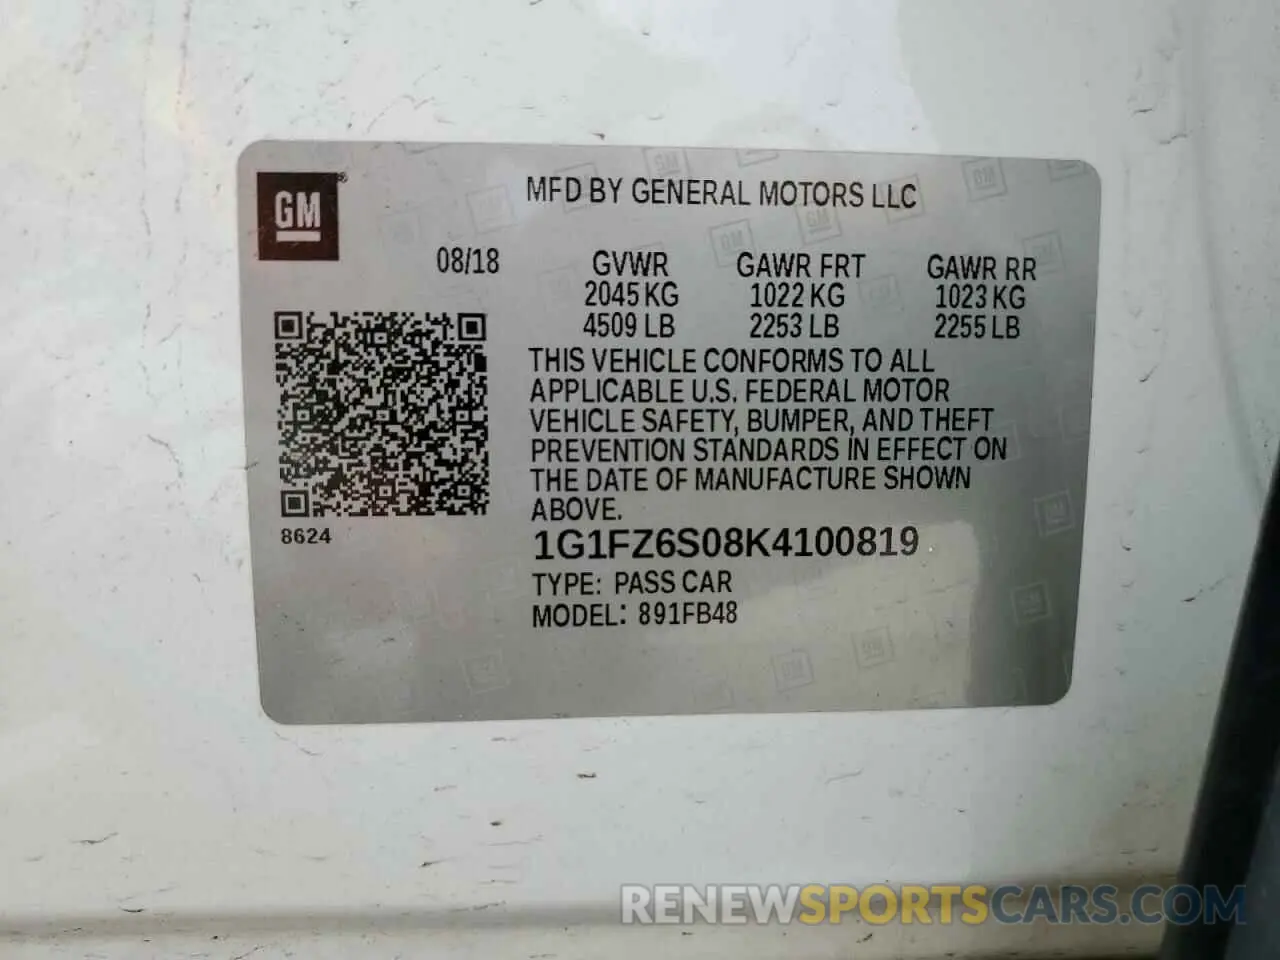 GM®
MFD BY GENERAL MOTORS LLC
08/18
GVWR GAWR FRT GAWR RR
2045 KG 1022 KG 1023 KG
4509 LB 2253 LB 2255 LB
THIS VEHICLE CONFORMS TO ALL
APPLICABLE U.S. FEDERAL MOTOR
VEHICLE SAFETY, BUMPER, AND THEFT
PREVENTION STANDARDS IN EFFECT ON
THE DATE OF MANUFACTURE SHOWN
ABOVE.
8624
1G1FZ6S08K4100819
TYPE: PASS CAR
MODEL: 891FB48
RENEWSPORTSCARS.COM